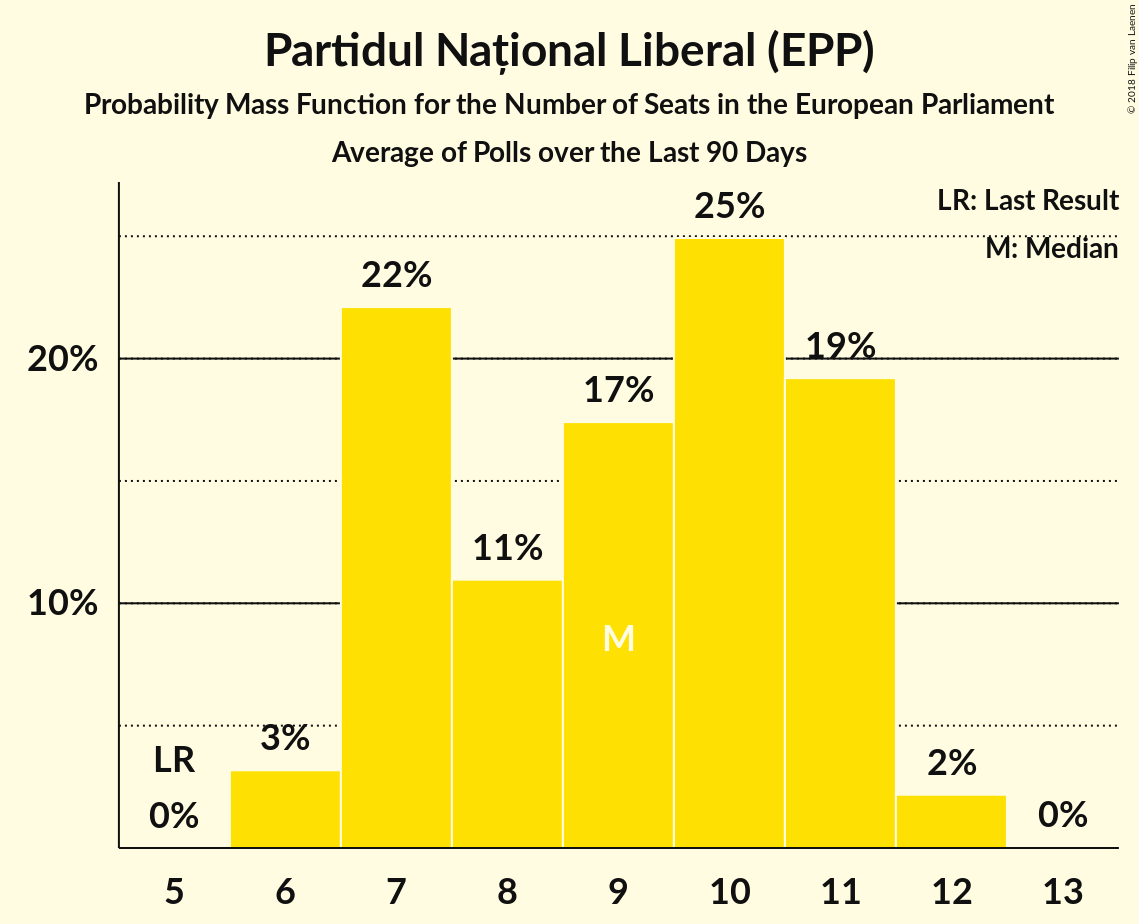 Partidul Național Liberal (EPP)
Probability Mass Function for the Number of Seats in the European Parliament
Average of Polls over the Last 90 Days
© 2018 Filip van Laenen
LR: Last Result
M: Median
20%
10%
LR
0%
3%
22%
11%
17%
M
25%
19%
2%
0%
5 6 7 8 9 10 11 12 13